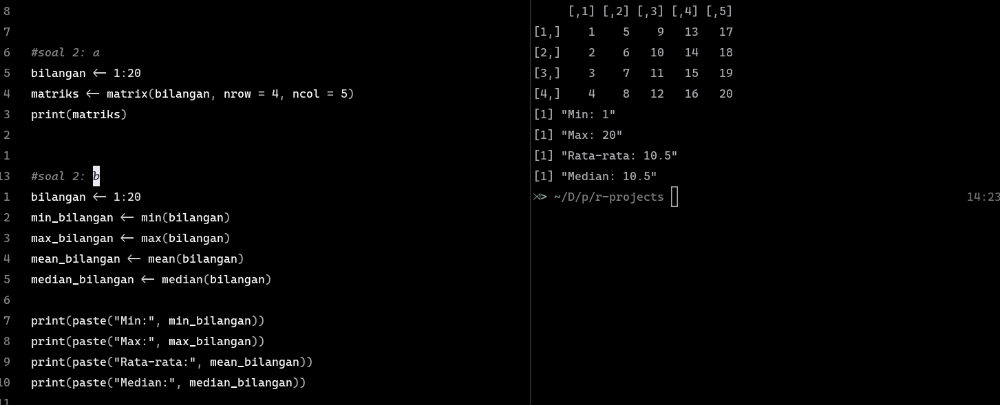 8
7
6 #soal 2: a
5 bilangan <- 1:20
4 matriks <- matrix(bilangan, nrow = 4, ncol = 5)
3 print(matriks)
2
1
13 #soal 2: b
1 bilangan <- 1:20
2 min_bilangan <- min(bilangan)
3 max_bilangan <- max(bilangan)
4 mean_bilangan <- mean(bilangan)
5 median_bilangan <- median(bilangan)
6
7 print(paste("Min:", min_bilangan))
8 print(paste("Max:", max_bilangan))
9 print(paste("Rata-rata:", mean_bilangan))
10 print(paste("Median:", median_bilangan))
11
[,1] [,2] [,3] [,4] [,5]
[1,] 1 5 9 13 17
[2,] 2 6 10 14 18
[3,] 3 7 11 15 19
[4,] 4 8 12 16 20
[1] "Min: 1"
[1] "Max: 20"
[1] "Rata-rata: 10.5"
[1] "Median: 10.5"
~/D/p/r-projects 14:23